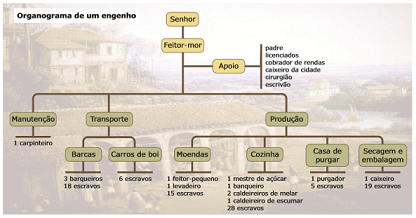 Organograma de um engenho
Senhor
Feitor-mor
Apoio
padre
licenciados
cobrador de rendas
caixeiro da cidade
cirurgião
escrivão
Manutenção
Transporte
Produção
1 carpinteiro
Barcas
Carros de boi
Moendas
Cozinha
Casa de
purgar
Secagem e
embalagem
3 barqueiros
18 escravos
6 escravos
1 feitor-pequeno
1 levadeiro
15 escravos
1 mestre de açúcar
1 banqueiro
2 caldeireiros de melar
1 caldeireiro de escumar
28 escravos
1 purgador
5 escravos
1 caixeiro
19 escravos